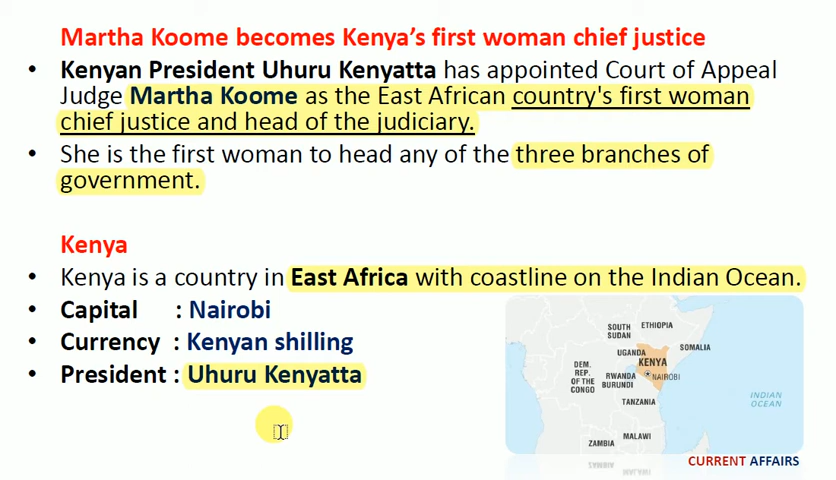 Martha Koome becomes Kenya's first woman chief justice
• Kenyan President Uhuru Kenyatta has appointed Court of Appeal
Judge Martha Koome as the East African country's first woman
chief justice and head of the judiciary.
• She is the first woman to head any of the three branches of
government.
Kenya
• Kenya is a country in East Africa with coastline on the Indian Ocean.
• Capital : Nairobi
• Currency : Kenyan shilling
• President : Uhuru Kenyatta
SOUTH
SUDAN
ETHIOPIA
UGANDA
KENYA
SOMALIA
DEM.
REP.
OF THE
CONGO
RWANDA
BURUNDI
NAIROBI
TANZANIA
INDIAN
OCEAN
ZAMBIA
MALAWI
CURRENT AFFAIRS